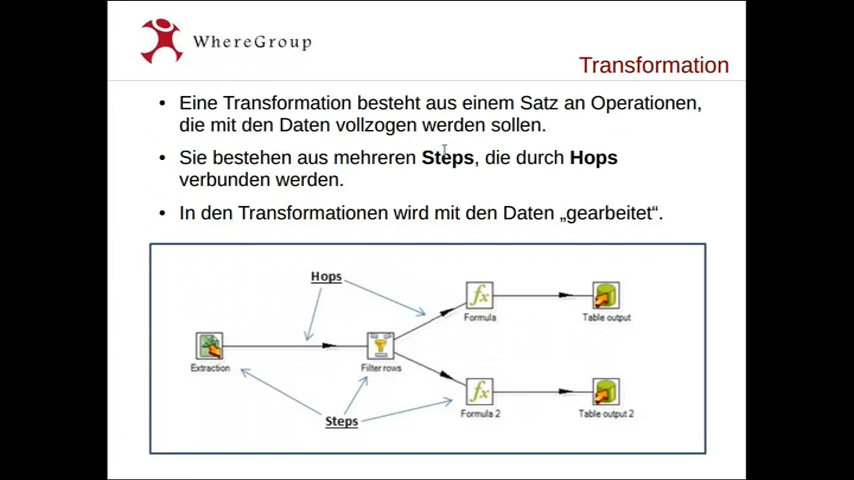 WhereGroup
Transformation
• Eine Transformation besteht aus einem Satz an Operationen,
die mit den Daten vollzogen werden sollen.
• Sie bestehen aus mehreren Steps, die durch Hops
verbunden werden.
• In den Transformationen wird mit den Daten „gearbeitet“.
Hops
fx
Formula
Table output
Extraction
Filter rows
fx
Formula 2
Table output 2
Steps